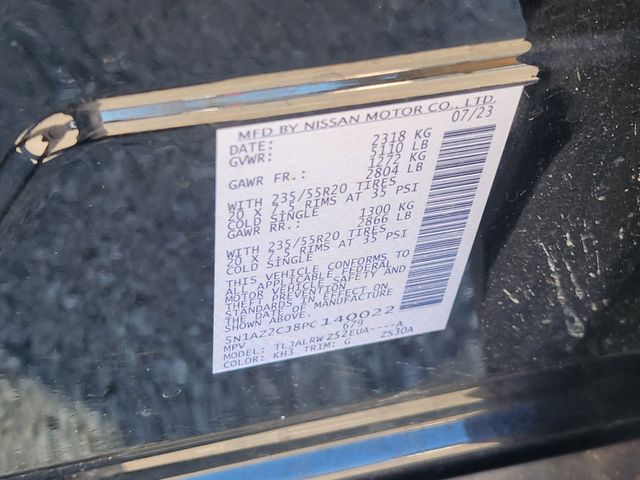 MFD BY NISSAN MOTOR CO., LTD.
DATE: 07/23
GVWR: 2318 KG
5110 LB
GAWR FR.: 1272 KG
2804 LB
WITH 235/55R20 TIRES
20 X 7.5 RIMS AT 35 PSI
COLD SINGLE
GAWR RR.: 1300 KG
2866 LB
WITH 235/55R20 TIRES
20 X 7.5 RIMS AT 35 PSI
COLD SINGLE
THIS VEHICLE CONFORMS TO
ALL APPLICABLE FEDERAL
MOTOR VEHICLE SAFETY AND
THEFT PREVENTION
STANDARDS IN EFFECT ON
THE DATE OF MANUFACTURE
SHOWN ABOVE.
5N1AZ2CJ8PC140022
MPV 679
MODEL: TLJALRWZS2EUA----A
COLOR: KH3 TRIM: G ZS30A